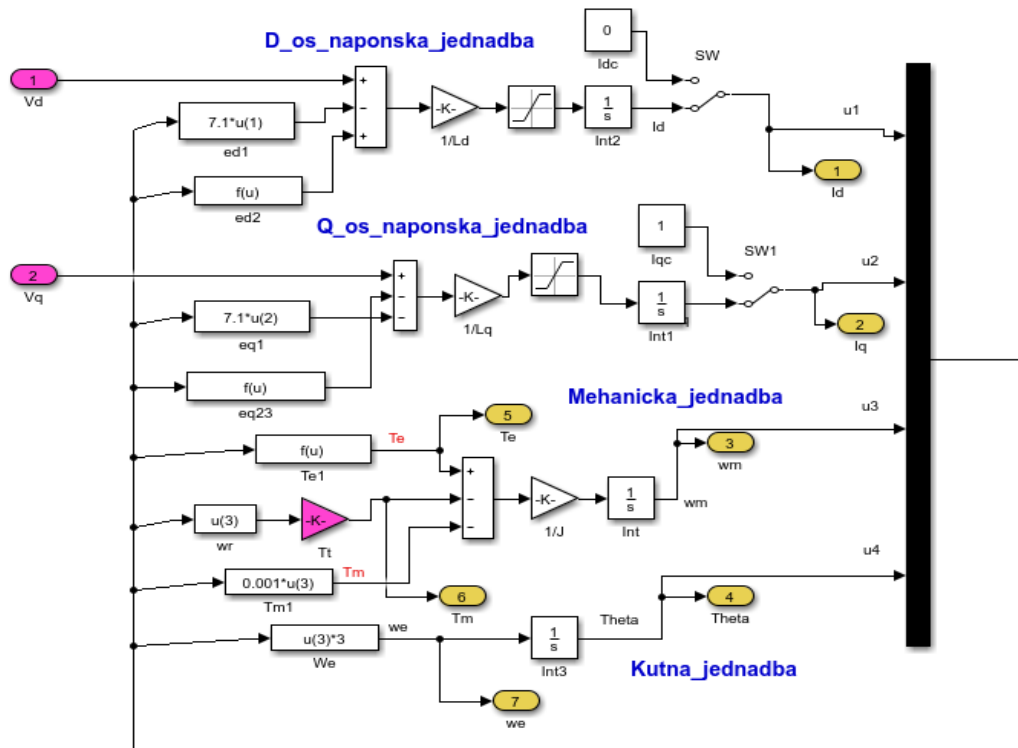 D_os_naponska_jednadba
0
Idc
SW
1
Vd
+
−
+
-K-
1/Ld
1
s
Int2
Id
u1
7.1*u(1)
ed1
1
Id
f(u)
ed2
Q_os_naponska_jednadba
1
Iqc
SW1
u2
2
Vq
+
−
−
-K-
1/Lq
1
s
Int1
7.1*u(2)
eq1
2
Iq
f(u)
eq23
Mehanicka_jednadba
u3
5
Te
Te
f(u)
Te1
3
wm
+
−
−
-K-
1/J
1
s
Int
wm
u(3)
wr
-K-
Tt
u4
Tm
0.001*u(3)
Tm1
6
Tm
4
Theta
we
u(3)*3
We
1
s
Int3
Theta
Kutna_jednadba
7
we